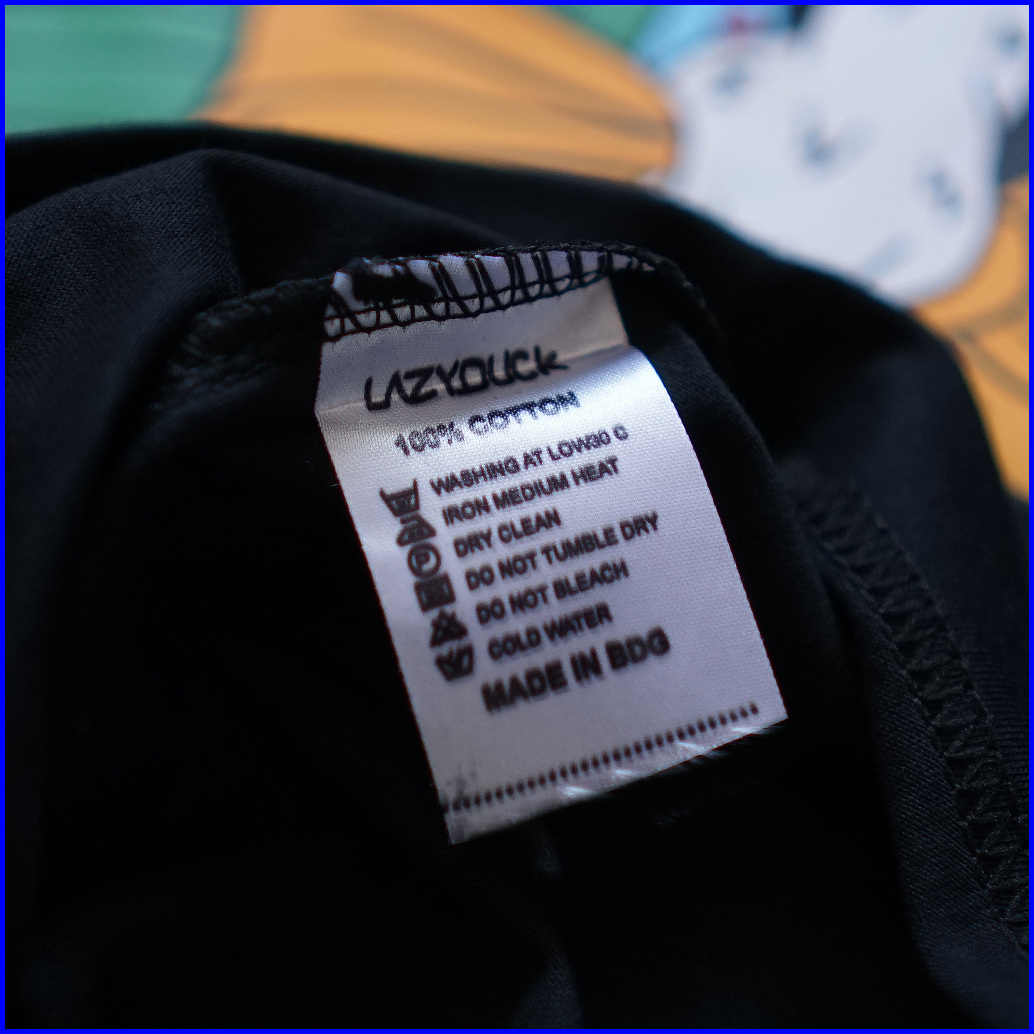 LAZYDUCK
100% COTTON
WASHING AT LOW30 C
IRON MEDIUM HEAT
DRY CLEAN
DO NOT TUMBLE DRY
DO NOT BLEACH
COLD WATER
MADE IN BDG